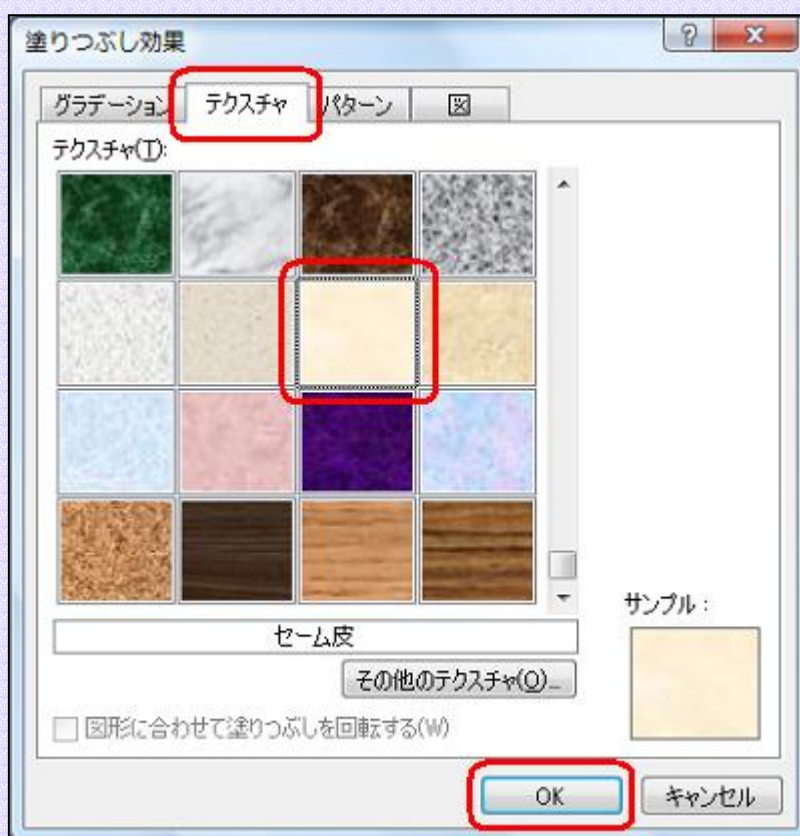 塗りつぶし効果
グラデーション テクスチャ パターン 図
テクスチャ(T):
セーム皮
サンプル：
その他のテクスチャ(O)...
図形に合わせて塗りつぶしを回転する(W)
OK キャンセル